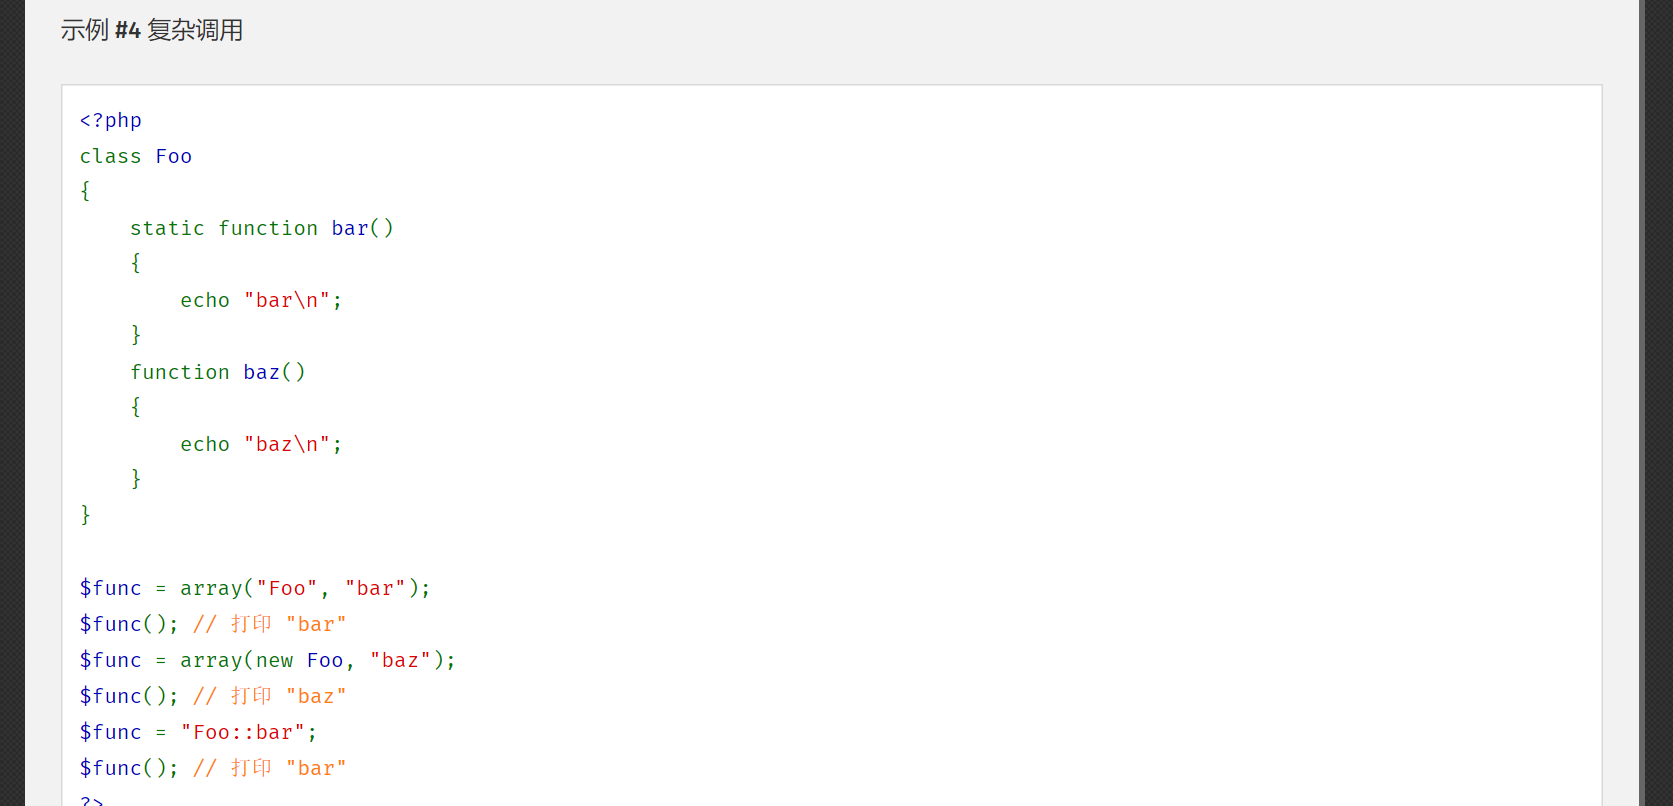 示例 #4 复杂调用
<?php
class Foo
{
    static function bar()
    {
        echo "bar\n";
    }
    function baz()
    {
        echo "baz\n";
    }
}

$func = array("Foo", "bar");
$func(); // 打印 "bar"
$func = array(new Foo, "baz");
$func(); // 打印 "baz"
$func = "Foo::bar";
$func(); // 打印 "bar"
?>